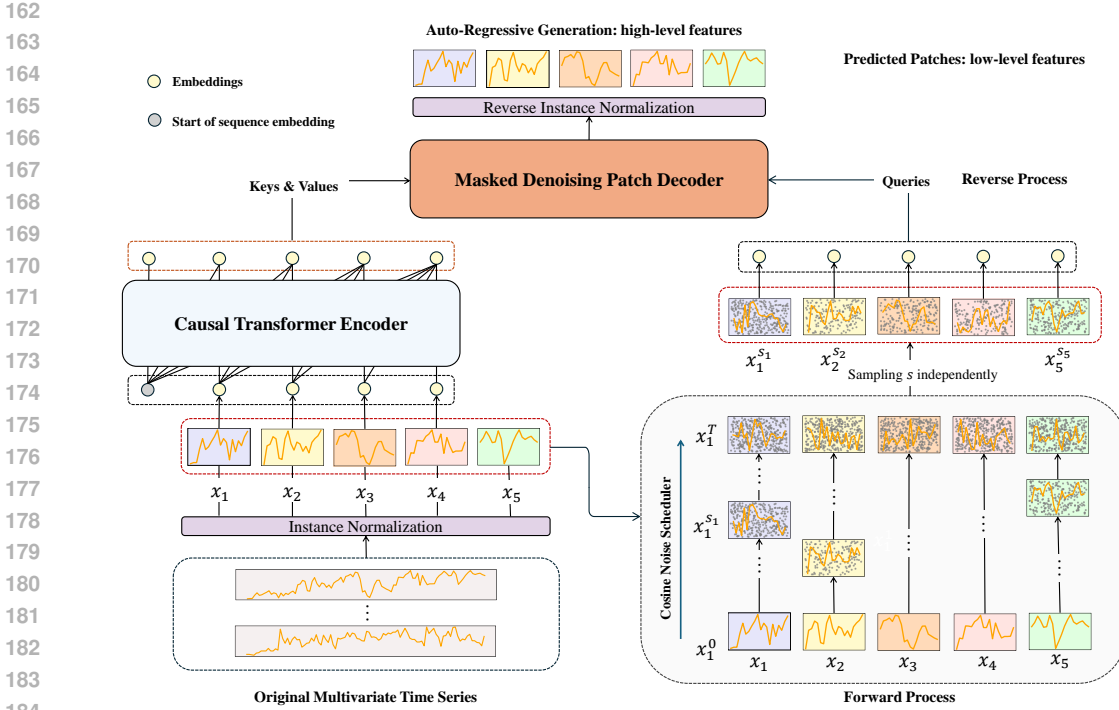 162
163
164
165
166
167
168
169
170
171
172
173
174
175
176
177
178
179
180
181
182
183
184
Auto-Regressive Generation: high-level features
Predicted Patches: low-level features
Embeddings
Start of sequence embedding
Reverse Instance Normalization
Masked Denoising Patch Decoder
Keys & Values
Queries
Reverse Process
Causal Transformer Encoder
x_1^{s_1} x_2^{s_2} x_5^{s_5}
Sampling s independently
x_1 x_2 x_3 x_4 x_5
Instance Normalization
Original Multivariate Time Series
Cosine Noise Scheduler
x_1^T
x_1^{s_1}
x_1^0
x_1 x_2 x_3 x_4 x_5
Forward Process